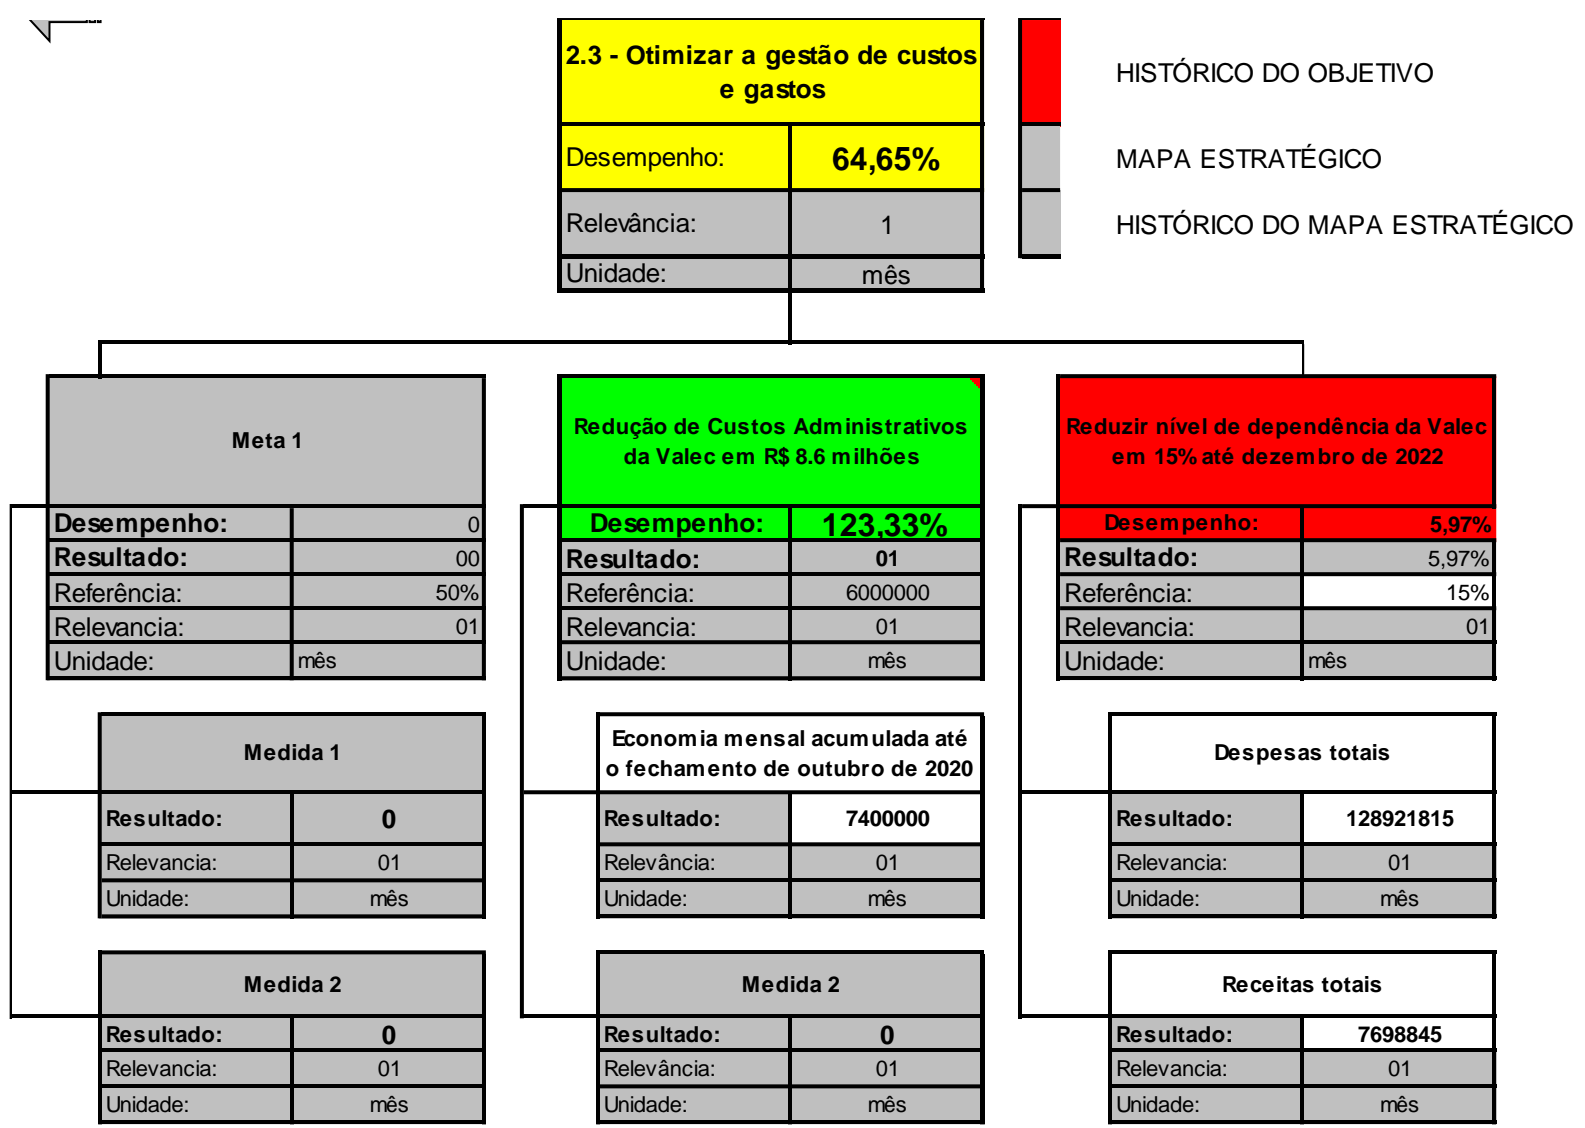 2.3 - Otimizar a gestão de custos
e gastos
Desempenho: 64,65%
Relevância: 1
Unidade: mês
HISTÓRICO DO OBJETIVO
MAPA ESTRATÉGICO
HISTÓRICO DO MAPA ESTRATÉGICO
Meta 1
Desempenho: 0
Resultado: 00
Referência: 50%
Relevancia: 01
Unidade: mês
Medida 1
Resultado: 0
Relevancia: 01
Unidade: mês
Medida 2
Resultado: 0
Relevancia: 01
Unidade: mês
Redução de Custos Administrativos
da Valec em R$ 8.6 milhões
Desempenho: 123,33%
Resultado: 01
Referência: 6000000
Relevancia: 01
Unidade: mês
Economia mensal acumulada até
o fechamento de outubro de 2020
Resultado: 7400000
Relevância: 01
Unidade: mês
Medida 2
Resultado: 0
Relevância: 01
Unidade: mês
Reduzir nível de dependência da Valec
em 15% até dezembro de 2022
Desempenho: 5,97%
Resultado: 5,97%
Referência: 15%
Relevancia: 01
Unidade: mês
Despesas totais
Resultado: 128921815
Relevancia: 01
Unidade: mês
Receitas totais
Resultado: 7698845
Relevancia: 01
Unidade: mês